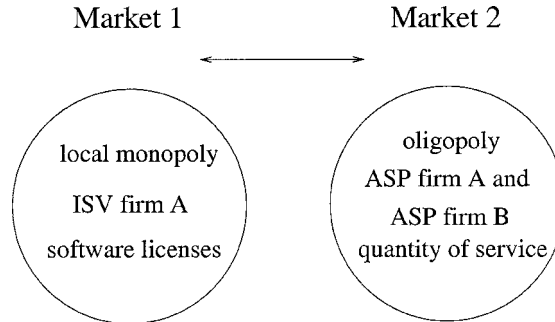 Market 1
Market 2
local monopoly
ISV firm A
software licenses
oligopoly
ASP firm A and
ASP firm B
quantity of service